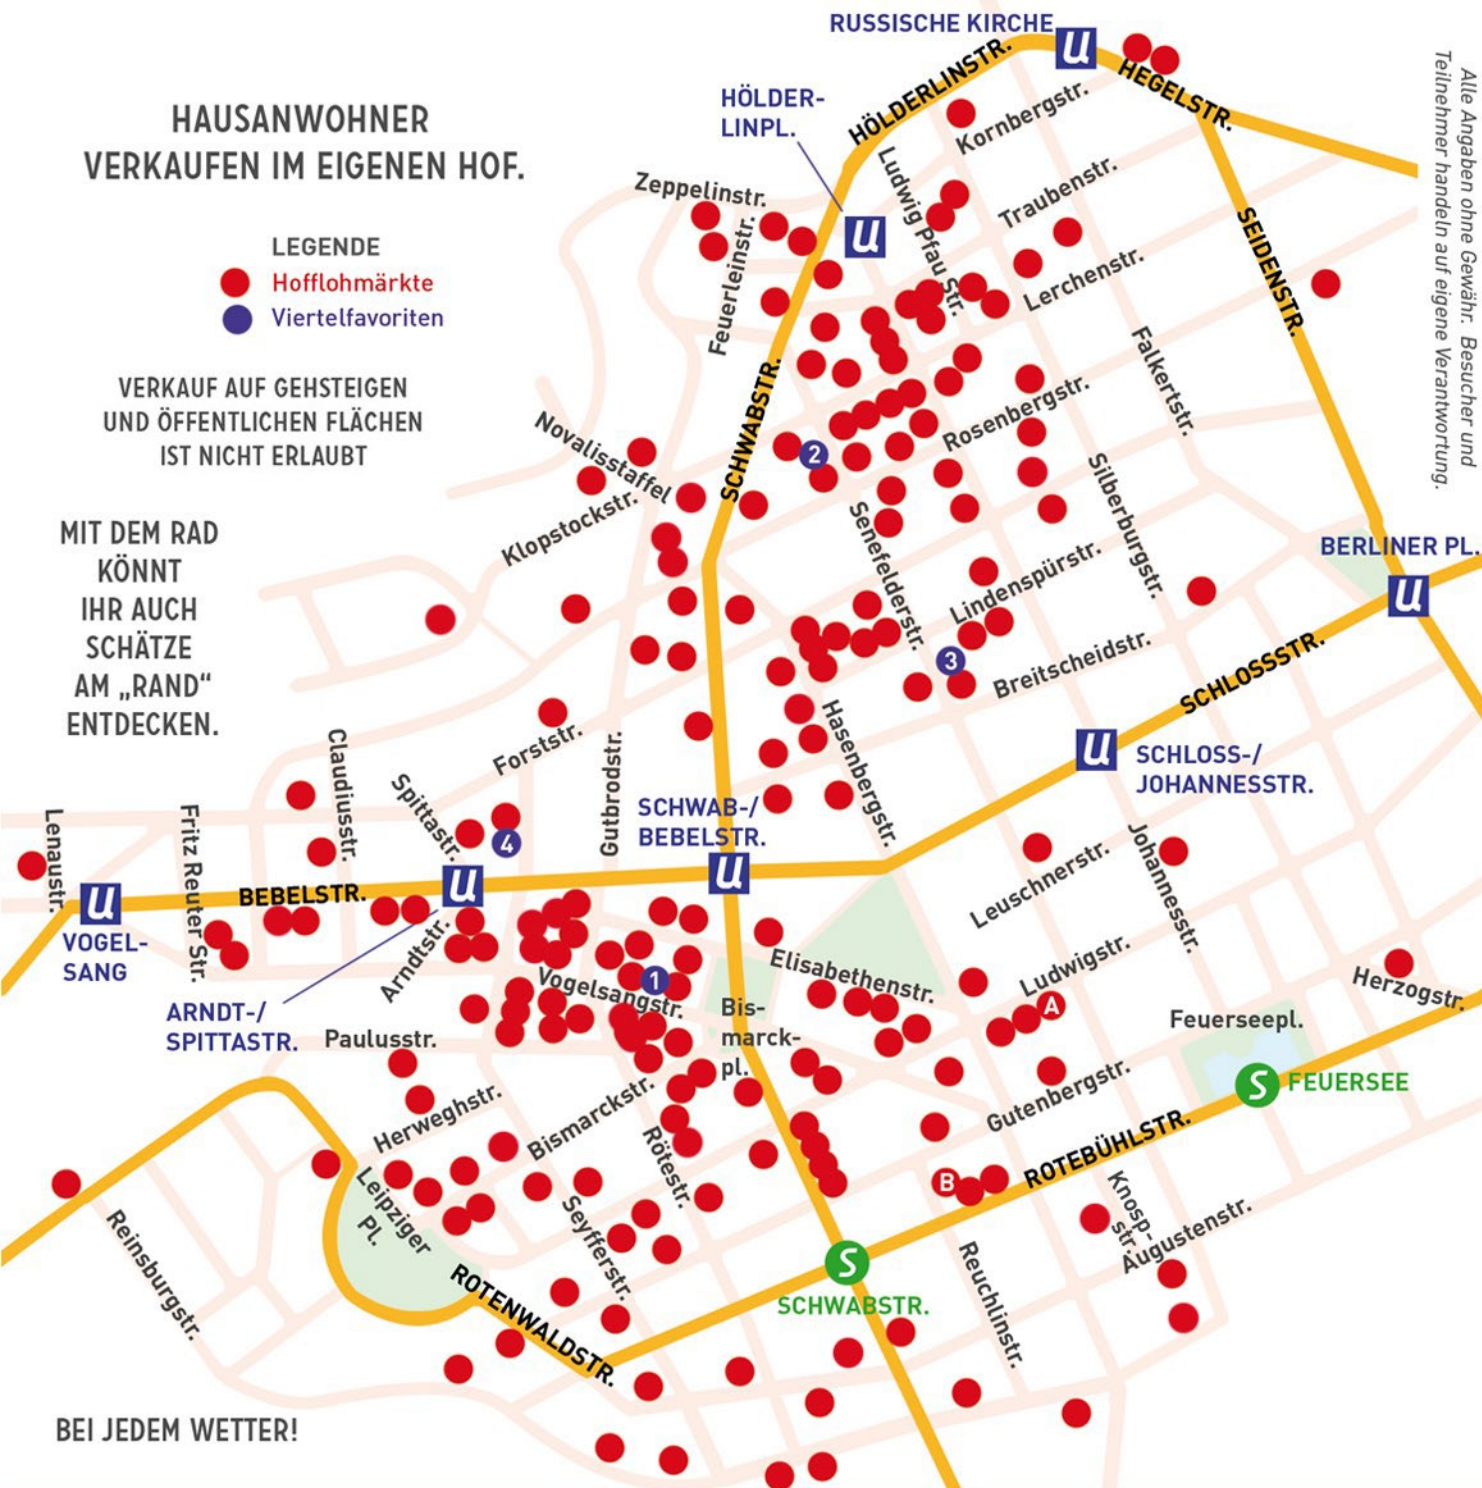 HAUSANWOHNER
VERKAUFEN IM EIGENEN HOF.
LEGENDE
Hofflohmärkte
Viertelfavoriten
VERKAUF AUF GEHSTEIGEN
UND ÖFFENTLICHEN FLÄCHEN
IST NICHT ERLAUBT
MIT DEM RAD
KÖNNT
IHR AUCH
SCHÄTZE
AM „RAND“
ENTDECKEN.
BEI JEDEM WETTER!
Alle Angaben ohne Gewähr. Besucher und
Teilnehmer handeln auf eigene Verantwortung.
RUSSISCHE KIRCHE
U
HÖLDERLINSTR.
HEGELSTR.
HÖLDER-
LINPL.
U
Kornbergstr.
Ludwig Pfau Str.
Traubenstr.
Zeppelinstr.
Feuerleinstr.
Lerchenstr.
SEIDENSTR.
Falkertstr.
SCHWABSTR.
Rosenbergstr.
Novalisstaffel
2
Klopstockstr.
Silberburgstr.
Senefelderstr.
Lindenspürstr.
BERLINER PL.
U
3
Breitscheidstr.
SCHLOSSSTR.
Hasenbergstr.
U
SCHLOSS-/
JOHANNESSTR.
Forststr.
Gutbrodstr.
Claudiusstr.
Spittastr.
4
SCHWAB-/
BEBELSTR.
U
Lenaustr.
Fritz Reuter Str.
BEBELSTR.
U
U
VOGEL-
SANG
Leuschnerstr.
Johannesstr.
Arndtstr.
ARNDT-/
SPITTASTR.
Vogelsangstr.
1
Elisabethenstr.
Ludwigstr.
A
Herzogstr.
Bis-
marck-
pl.
Feuerseepl.
Paulusstr.
S
FEUERSEE
Herweghstr.
Bismarckstr.
Gutenbergstr.
Rötestr.
B
ROTEBÜHLSTR.
Leipziger
Pl.
Seyfferstr.
Knosp-
str.
Augustenstr.
Reinsburgstr.
ROTENWALDSTR.
S
SCHWABSTR.
Reuchlinstr.